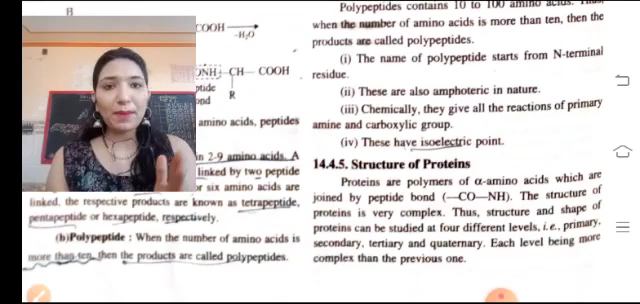 R
COOH
–H₂O
ONH CH— COOH
ptide
R
ond
amino acids, peptides
in 2-9 amino acids. A
linked by two peptide
or six amino acids are
linked, the respective products are known as tetrapeptide,
pentapeptide or hexapeptide, respectively.
(b)Polypeptide : When the number of amino acids is
more than ten, then the products are called polypeptides.
Polypeptides contains 10 to 100 amino acids. Thus,
when the number of amino acids is more than ten, then the
products are called polypeptides.
(i) The name of polypeptide starts from N-terminal
residue.
(ii) These are also amphoteric in nature.
(iii) Chemically, they give all the reactions of primary
amine and carboxylic group.
(iv) These have isoelectric point.
14.4.5. Structure of Proteins
Proteins are polymers of α-amino acids which are
joined by peptide bond (—CO—NH). The structure of
proteins is very complex. Thus, structure and shape of
proteins can be studied at four different levels, i.e., primary,
secondary, tertiary and quaternary. Each level being more
complex than the previous one.